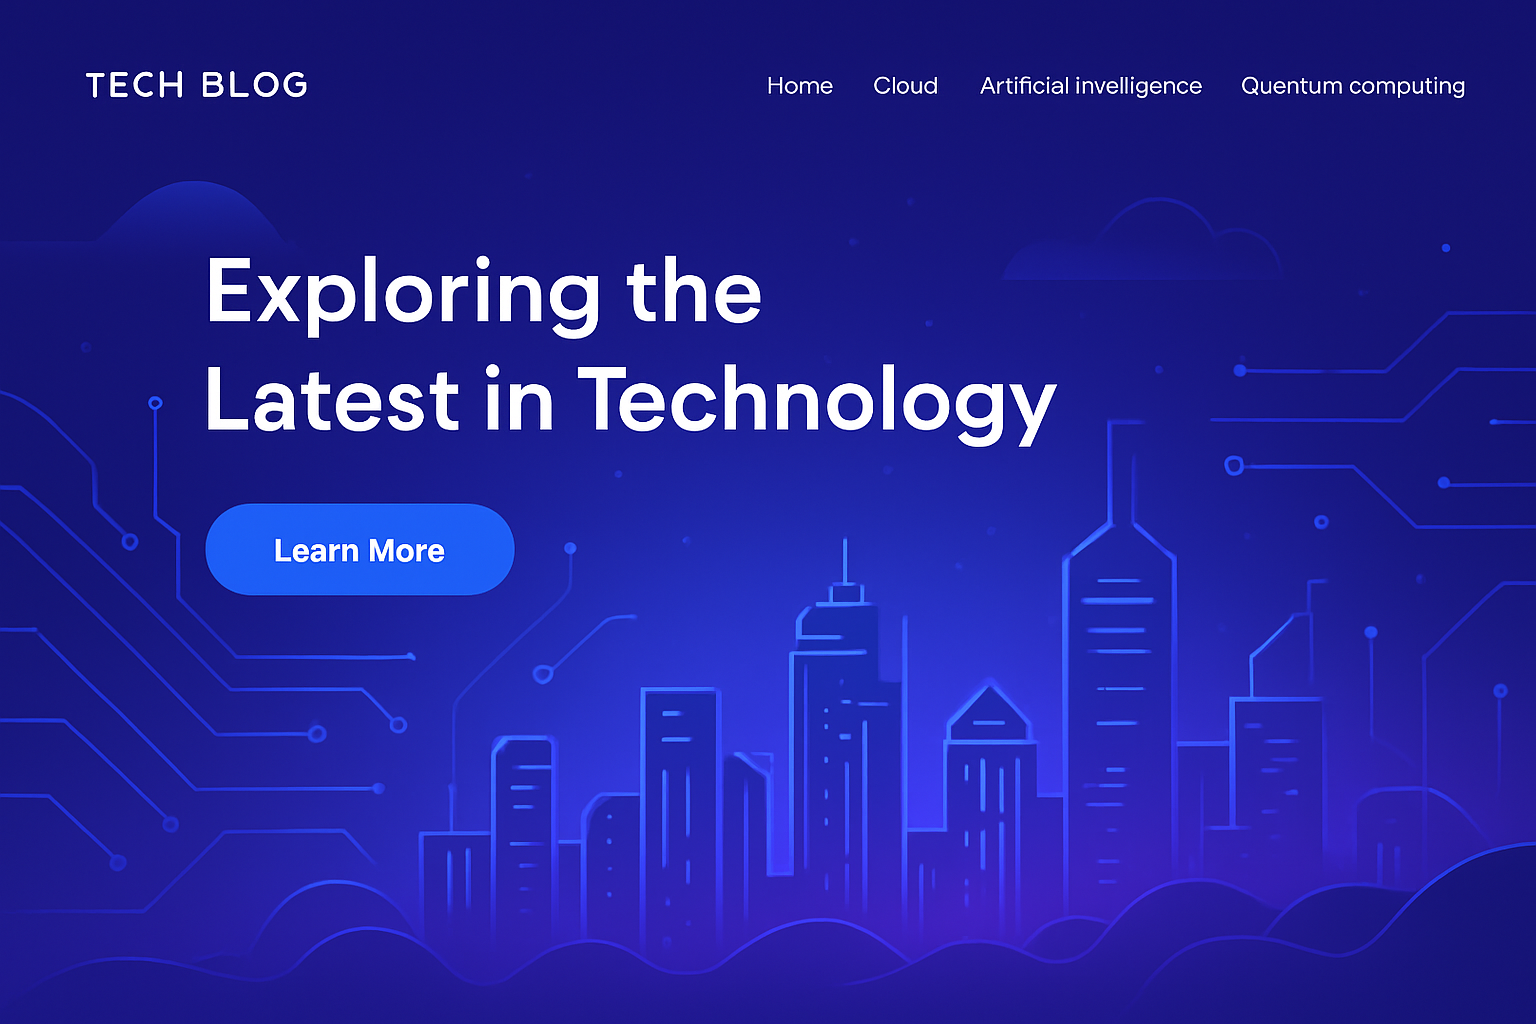 TECH BLOG
Home Cloud Artificial invelligence Quentum computing
Exploring the
Latest in Technology
Learn More